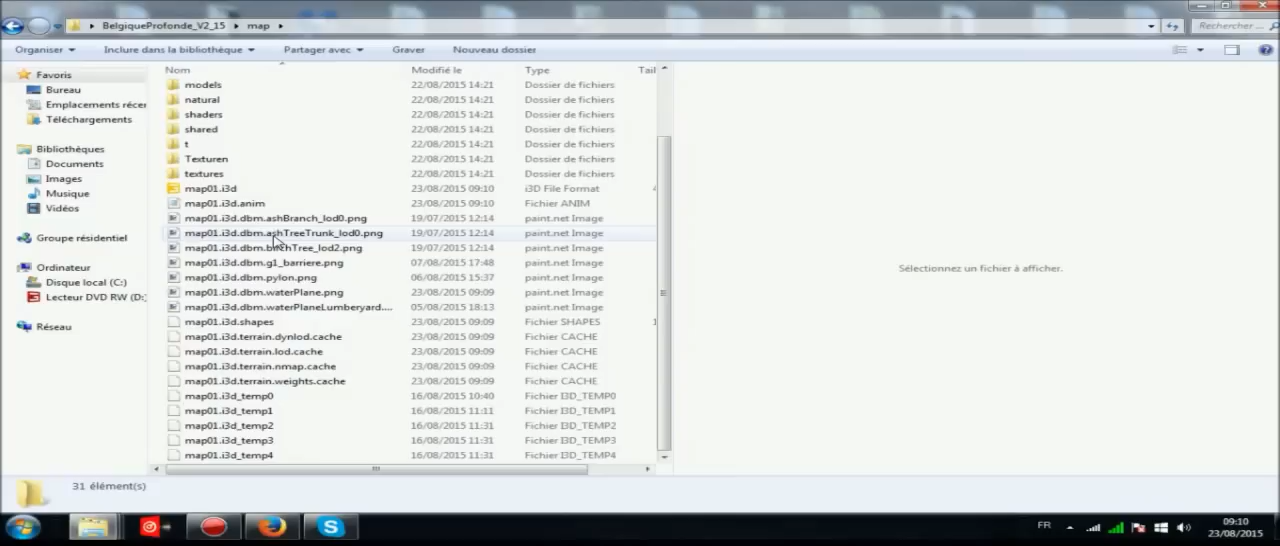 BelgiqueProfonde_V2_15 ▸ map ▸
Rechercher ...
Organiser
Inclure dans la bibliothèque
Partager avec
Graver
Nouveau dossier
Favoris
Bureau
Emplacements récer
Téléchargements
Bibliothèques
Documents
Images
Musique
Vidéos
Groupe résidentiel
Ordinateur
Disque local (C:)
Lecteur DVD RW (D:
Réseau
Nom Modifié le Type Tail
models 22/08/2015 14:21 Dossier de fichiers
natural 22/08/2015 14:21 Dossier de fichiers
shaders 22/08/2015 14:21 Dossier de fichiers
shared 22/08/2015 14:21 Dossier de fichiers
t 22/08/2015 14:21 Dossier de fichiers
Texturen 22/08/2015 14:21 Dossier de fichiers
textures 22/08/2015 14:21 Dossier de fichiers
map01.i3d 23/08/2015 09:10 i3D File Format
map01.i3d.anim 23/08/2015 09:10 Fichier ANIM
map01.i3d.dbm.ashBranch_lod0.png 19/07/2015 12:14 paint.net Image
map01.i3d.dbm.ashTreeTrunk_lod0.png 19/07/2015 12:14 paint.net Image
map01.i3d.dbm.birchTree_lod2.png 19/07/2015 12:14 paint.net Image
map01.i3d.dbm.g1_barriere.png 07/08/2015 17:48 paint.net Image
map01.i3d.dbm.pylon.png 06/08/2015 15:37 paint.net Image
map01.i3d.dbm.waterPlane.png 23/08/2015 09:09 paint.net Image
map01.i3d.dbm.waterPlaneLumberyard.... 05/08/2015 18:13 paint.net Image
map01.i3d.shapes 23/08/2015 09:09 Fichier SHAPES 1
map01.i3d.terrain.dynlod.cache 23/08/2015 09:09 Fichier CACHE
map01.i3d.terrain.lod.cache 23/08/2015 09:09 Fichier CACHE
map01.i3d.terrain.nmap.cache 23/08/2015 09:09 Fichier CACHE
map01.i3d.terrain.weights.cache 23/08/2015 09:09 Fichier CACHE
map01.i3d_temp0 16/08/2015 10:40 Fichier I3D_TEMP0
map01.i3d_temp1 16/08/2015 11:11 Fichier I3D_TEMP1
map01.i3d_temp2 16/08/2015 11:31 Fichier I3D_TEMP2
map01.i3d_temp3 16/08/2015 11:31 Fichier I3D_TEMP3
map01.i3d_temp4 16/08/2015 11:31 Fichier I3D_TEMP4
Sélectionnez un fichier à afficher.
31 élément(s)
FR
09:10
23/08/2015